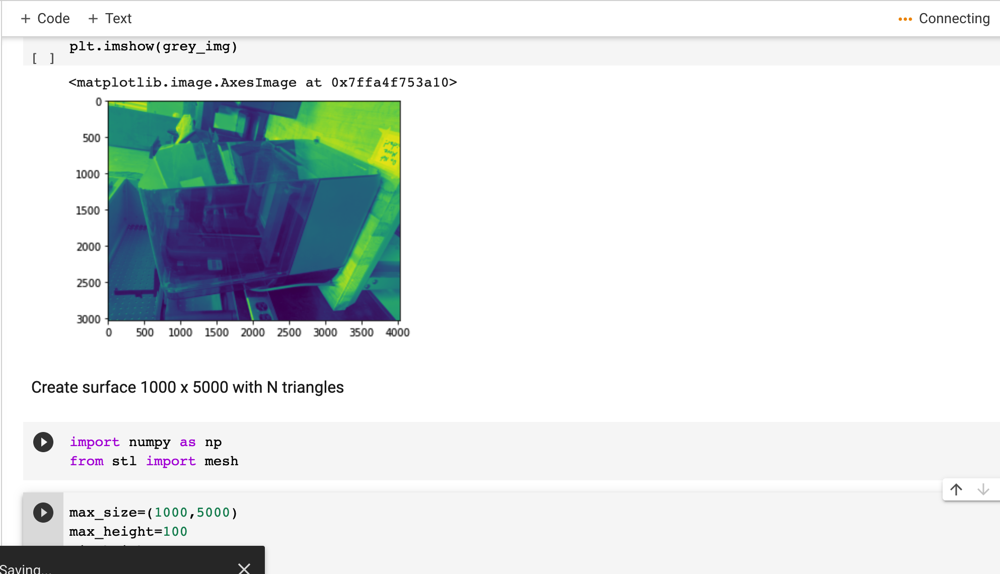 + Code + Text
Connecting
plt.imshow(grey_img)
[ ]
<matplotlib.image.AxesImage at 0x7ffa4f753a10>
0
500
1000
1500
2000
2500
3000
0 500 1000 1500 2000 2500 3000 3500 4000
Create surface 1000 x 5000 with N triangles
import numpy as np
from stl import mesh
max_size=(1000,5000)
max_height=100
Saving...